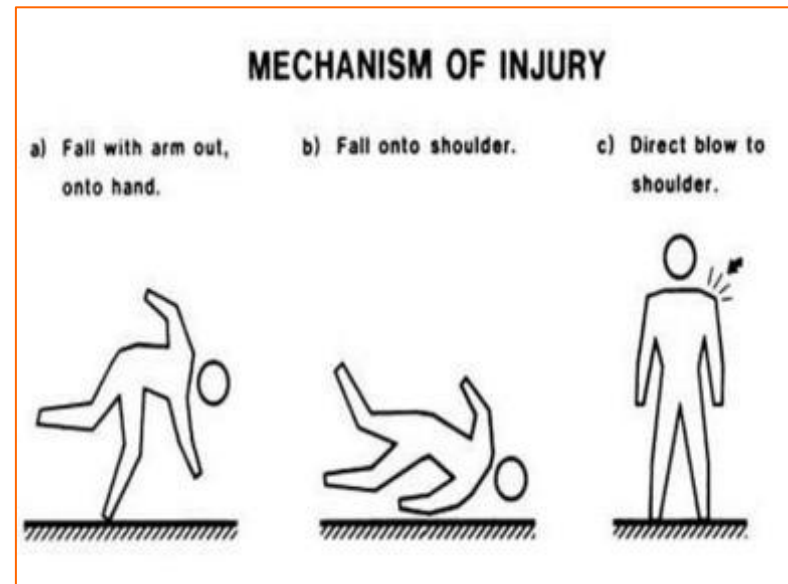 MECHANISM OF INJURY
a) Fall with arm out,
onto hand.
b) Fall onto shoulder.
c) Direct blow to
shoulder.